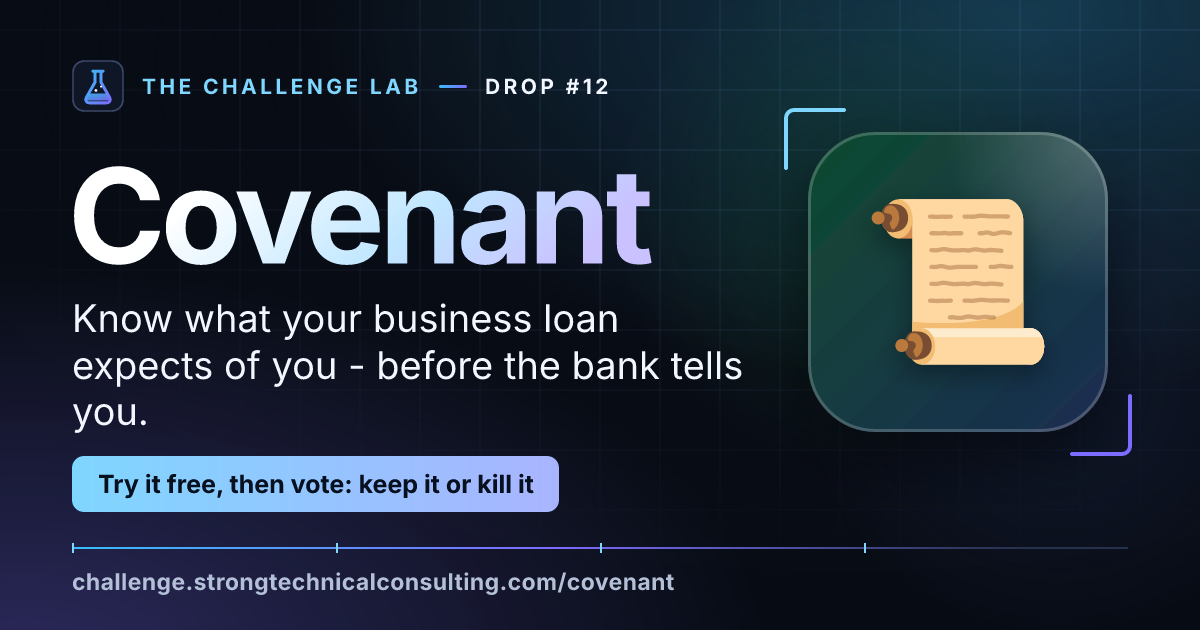 THE CHALLENGE LAB — DROP #12
Covenant
Know what your business loan
expects of you - before the bank tells
you.
Try it free, then vote: keep it or kill it
challenge.strongtechnicalconsulting.com/covenant